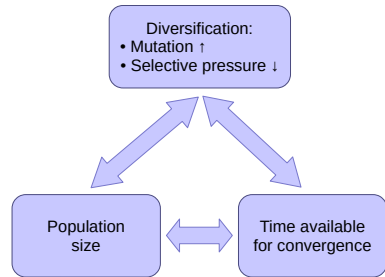 Diversification:
• Mutation ↑
• Selective pressure ↓
Population
size
Time available
for convergence